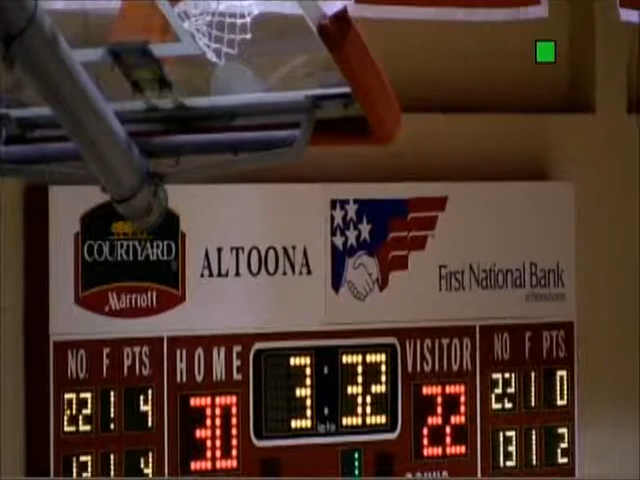 COURTYARD
Marriott
ALTOONA
First National Bank
NO. F PTS.
HOME
3:32
VISITOR
NO F PTS.
22 1 4
30
22
22 1 0
13 1 4
1
13 1 2